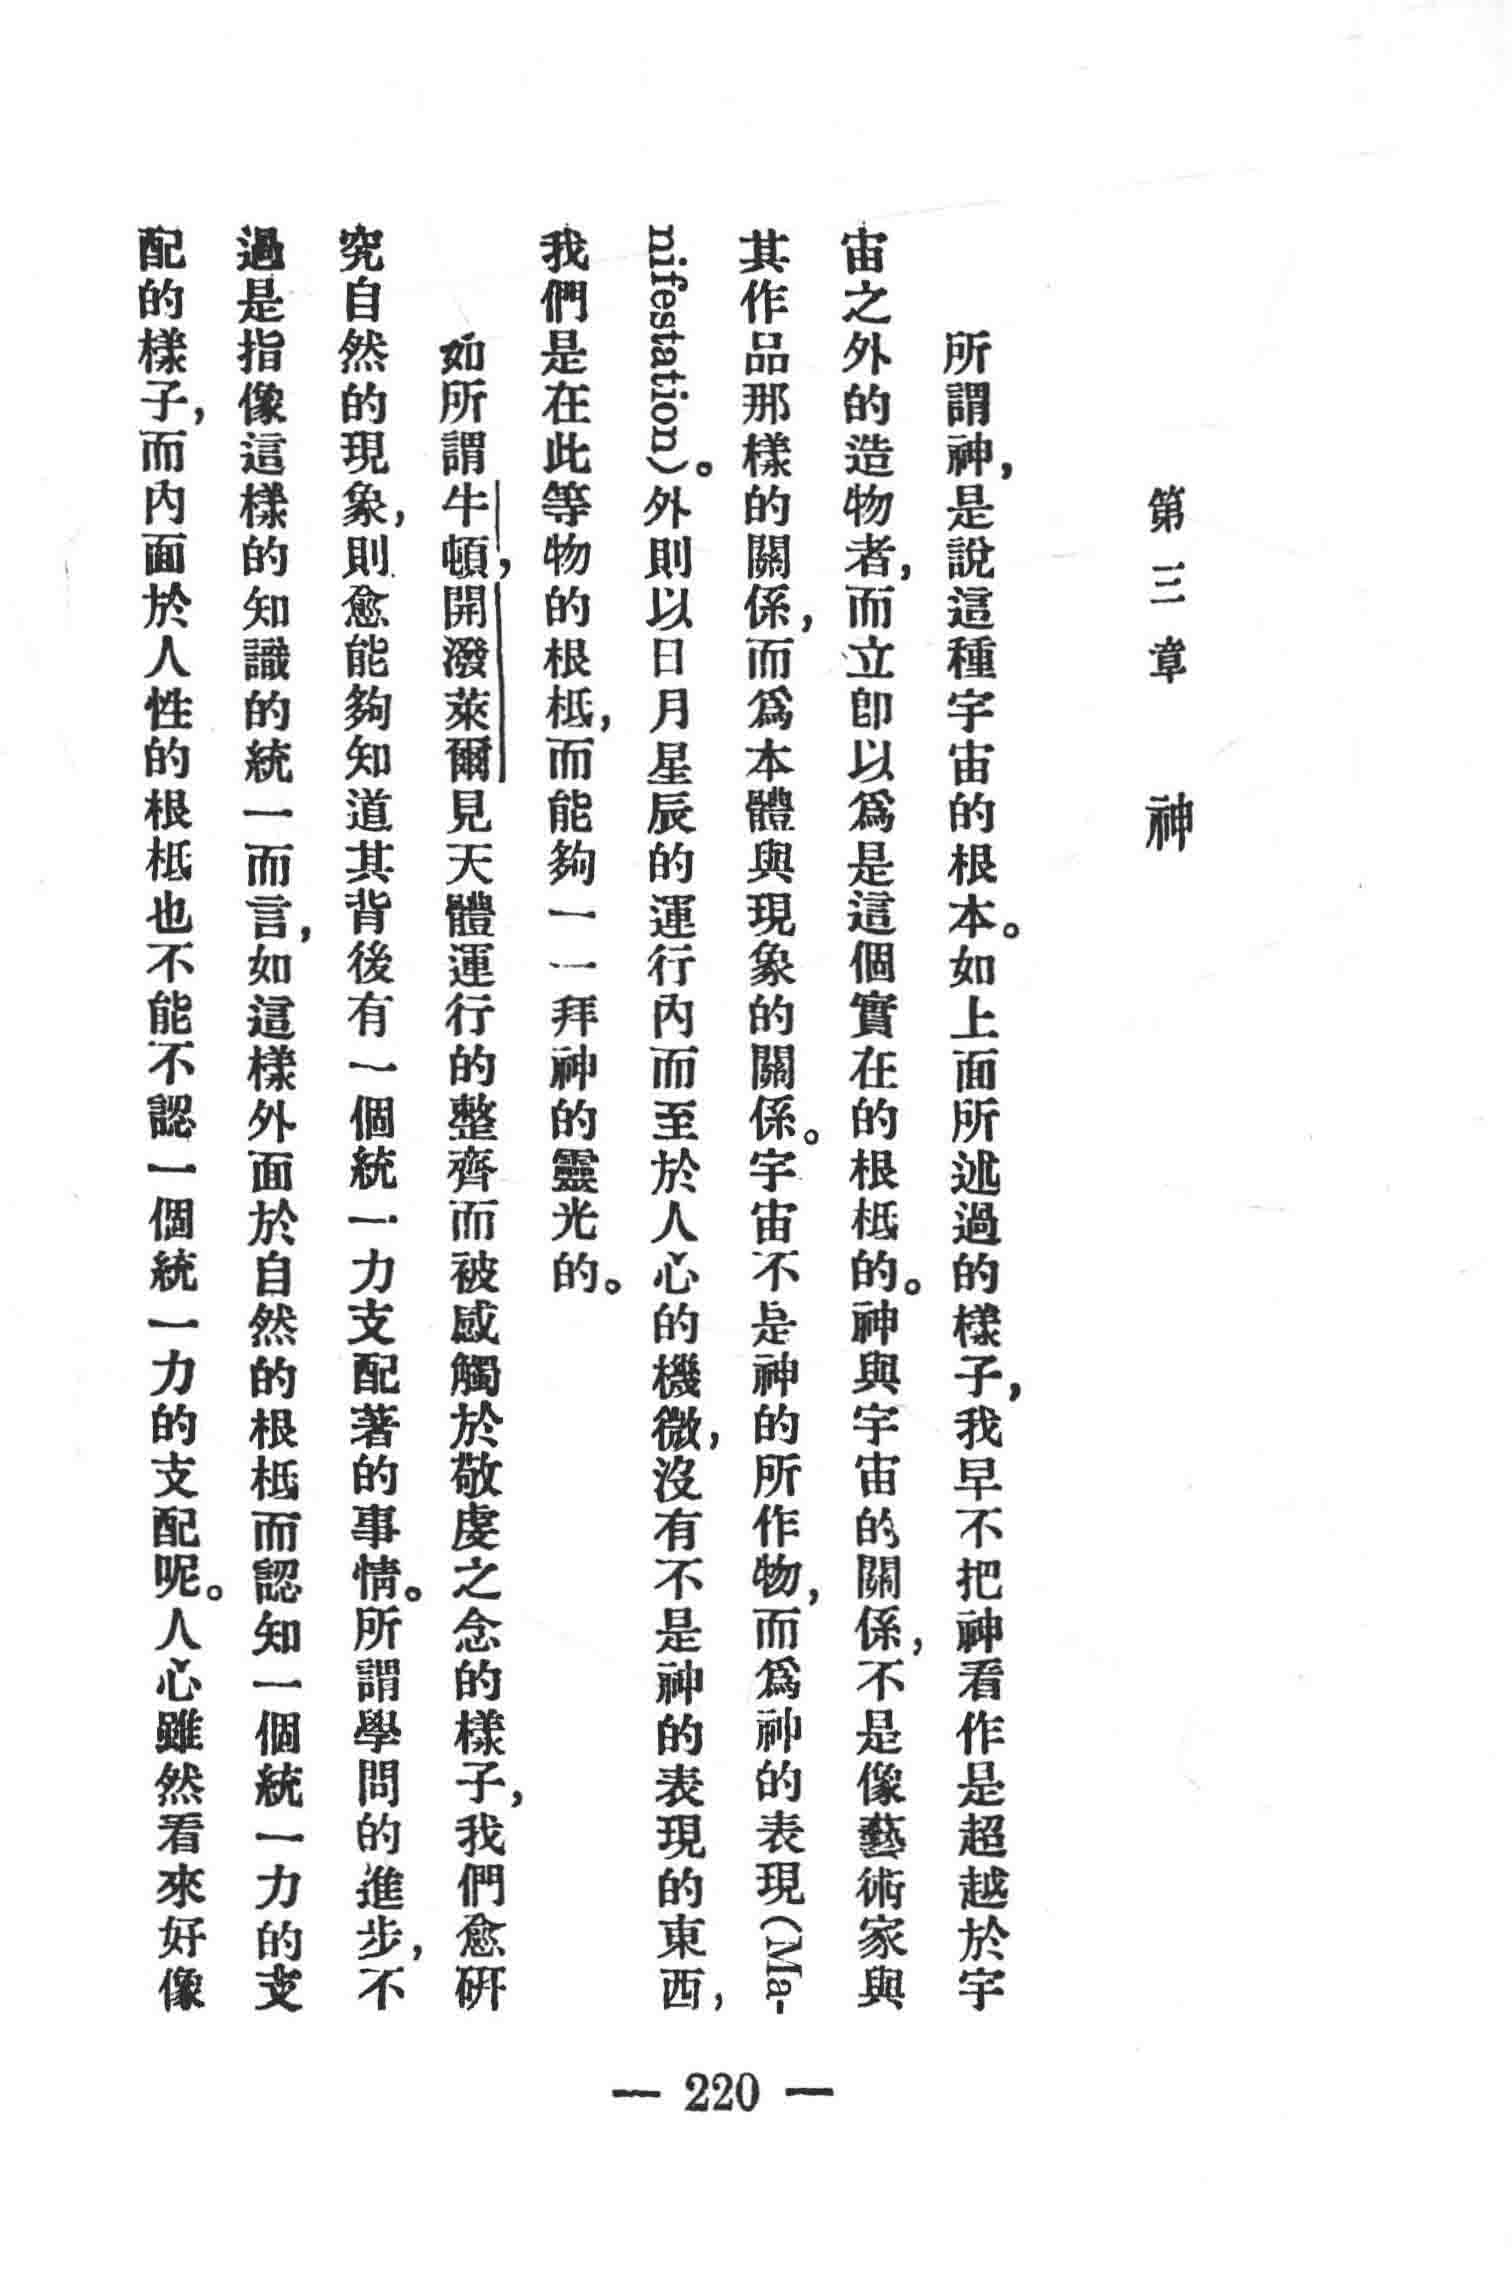 第三章　神
所謂神，是說這種宇宙的根本。如上面所述過的樣子，我早不把神看作是超越於宇
宙之外的造物者，而立卽以爲是這個實在的根柢的。神與宇宙的關係，不是像藝術家與
其作品那樣的關係，而爲本體與現象的關係。宇宙不是神的所作物，而爲神的表現(Ma-
nifestation)。外則以日月星辰的運行內而至於人心的機微，沒有不是神的表現的東西，
我們是在此等物的根柢，而能夠一一拜神的靈光的。
如所謂牛頓，開潑萊爾見天體運行的整齊而被感觸於敬虔之念的樣子，我們愈研
究自然的現象，則愈能夠知道其背後有一個統一力支配著的事情。所謂學問的進步，不
過是指像這樣的知識的統一而言，如這樣外面於自然的根柢而認知一個統一力的支
配的樣子，而內面於人性的根柢也不能不認一個統一力的支配呢。人心雖然看來好像
— 220 —